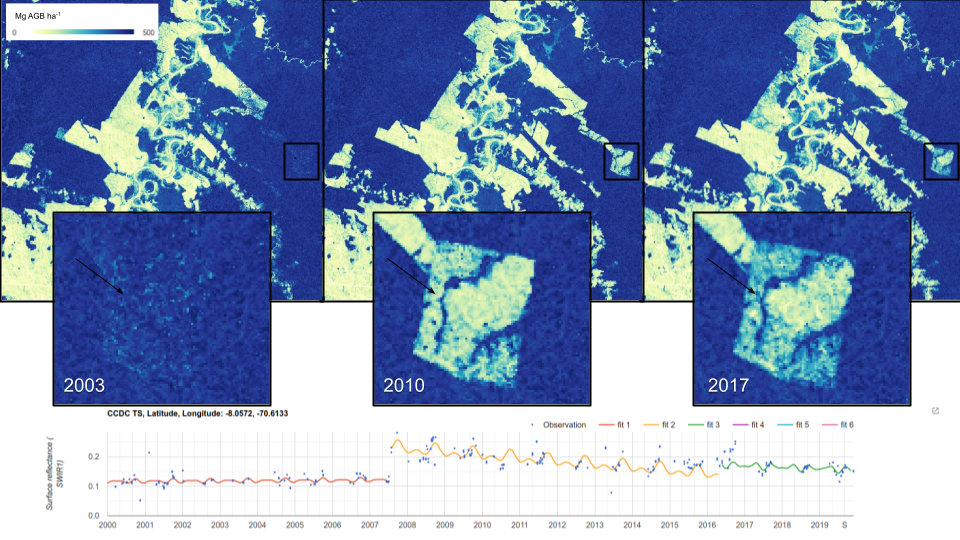 Mg AGB ha-1
0 500
2003
2010
2017
CCDC TS, Latitude, Longitude: -8.0572, -70.6133
Observation fit 1 fit 2 fit 3 fit 4 fit 5 fit 6
Surface reflectance (
SWIR1)
0.2
0.1
0.0
2000 2001 2002 2003 2004 2005 2006 2007 2008 2009 2010 2011 2012 2013 2014 2015 2016 2017 2018 2019 S